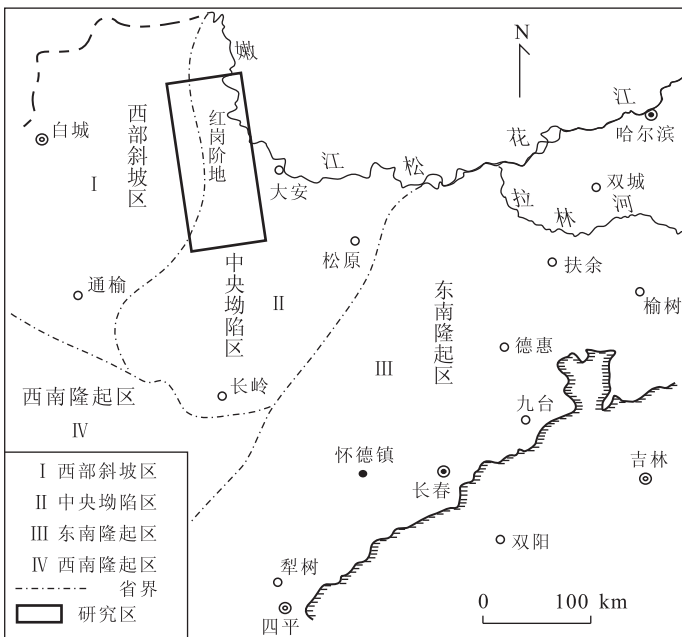 嫩
N
江
花
哈尔滨
白城
西部斜坡区
红岗阶地
江
松
大安
双城
I
拉
林
河
松原
扶余
通榆
中央坳陷区
II
东南隆起区
榆树
德惠
III
西南隆起区
长岭
九台
IV
怀德镇
长春
吉林
I 西部斜坡区
II 中央坳陷区
III 东南隆起区
IV 西南隆起区
省界
研究区
双阳
犁树
四平
0 100 km